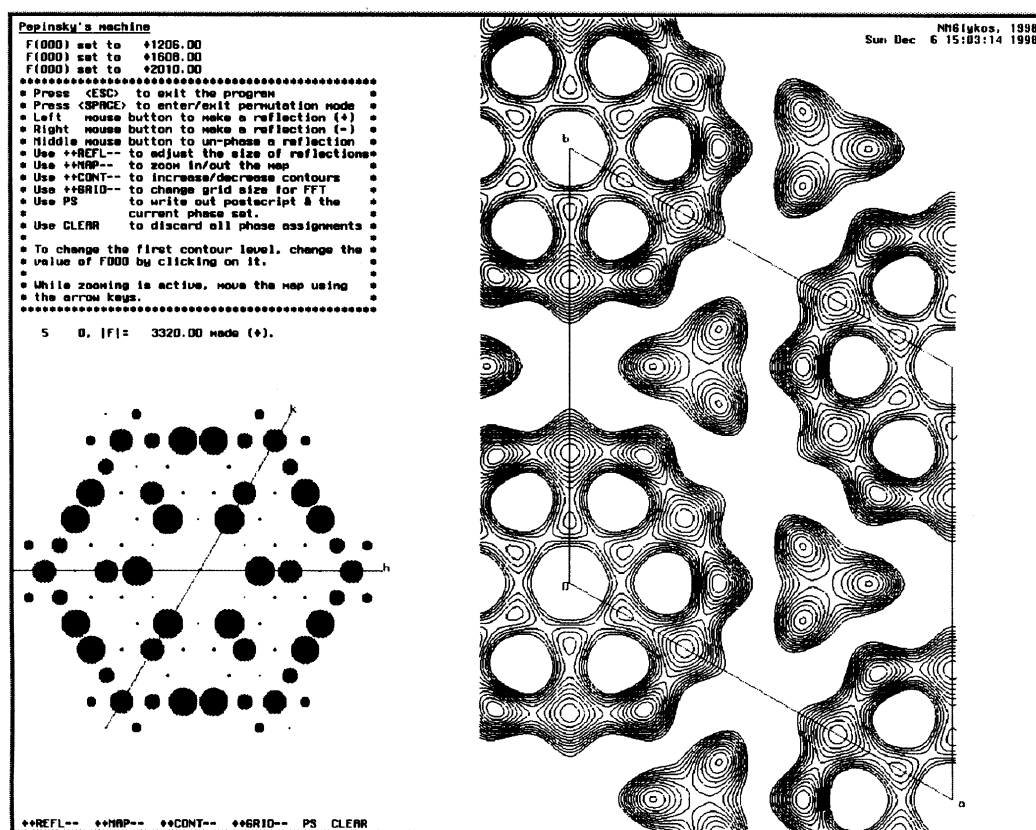 Pepinsky's machine
NMGlykos, 1998
Sun Dec 6 15:03:14 1998
F(000) set to +1206.00
F(000) set to +1608.00
F(000) set to +2010.00
* Press <ESC> to exit the program *
* Press <SPACE> to enter/exit permutation mode *
* Left mouse button to make a reflection (+) *
* Right mouse button to make a reflection (-) *
* Middle mouse button to un-phase a reflection *
* Use ++REFL-- to adjust the size of reflections*
* Use ++MAP-- to zoom in/out the map *
* Use ++CONT-- to increase/decrease contours *
* Use ++GRID-- to change grid size for FFT *
* Use PS to write out postscript & the *
* current phase set. *
* Use CLEAR to discard all phase assignments *
* To change the first contour level, change the *
* value of F000 by clicking on it. *
* While zooming is active, move the map using *
* the arrow keys. *
5 0, |F|= 3320.00 made (+).
b
k
h
0
a
++REFL-- ++MAP-- ++CONT-- ++GRID-- PS CLEAR